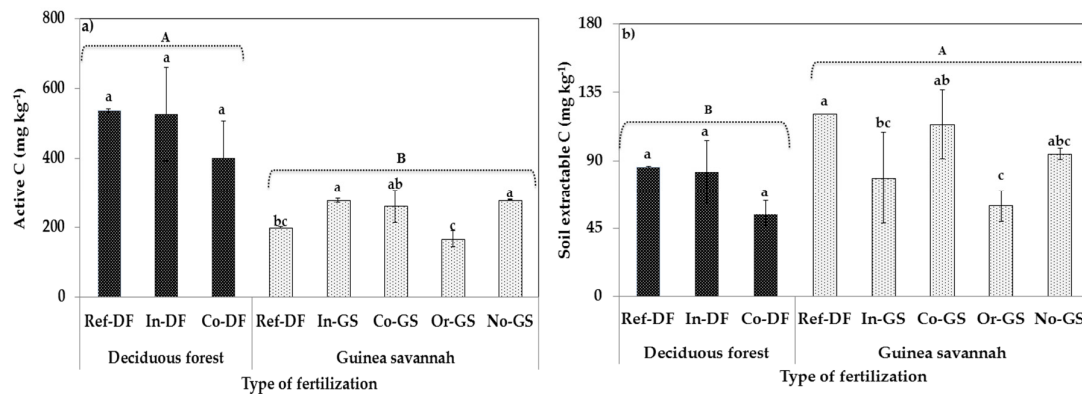 a)
Active C (mg kg⁻¹)
800
600
400
200
0
A
a
a
a
B
bc
a
ab
c
a
Ref-DF In-DF Co-DF Ref-DF In-GS Co-GS Or-GS No-GS
Deciduous forest Guinea savannah
Type of fertilization
b)
Soil extractable C (mg kg⁻¹)
180
135
90
45
0
B
a
a
a
A
a
bc
ab
c
abc
Ref-DF In-DF Co-DF Ref-DF In-GS Co-GS Or-GS No-GS
Deciduous forest Guinea savannah
Type of fertilization